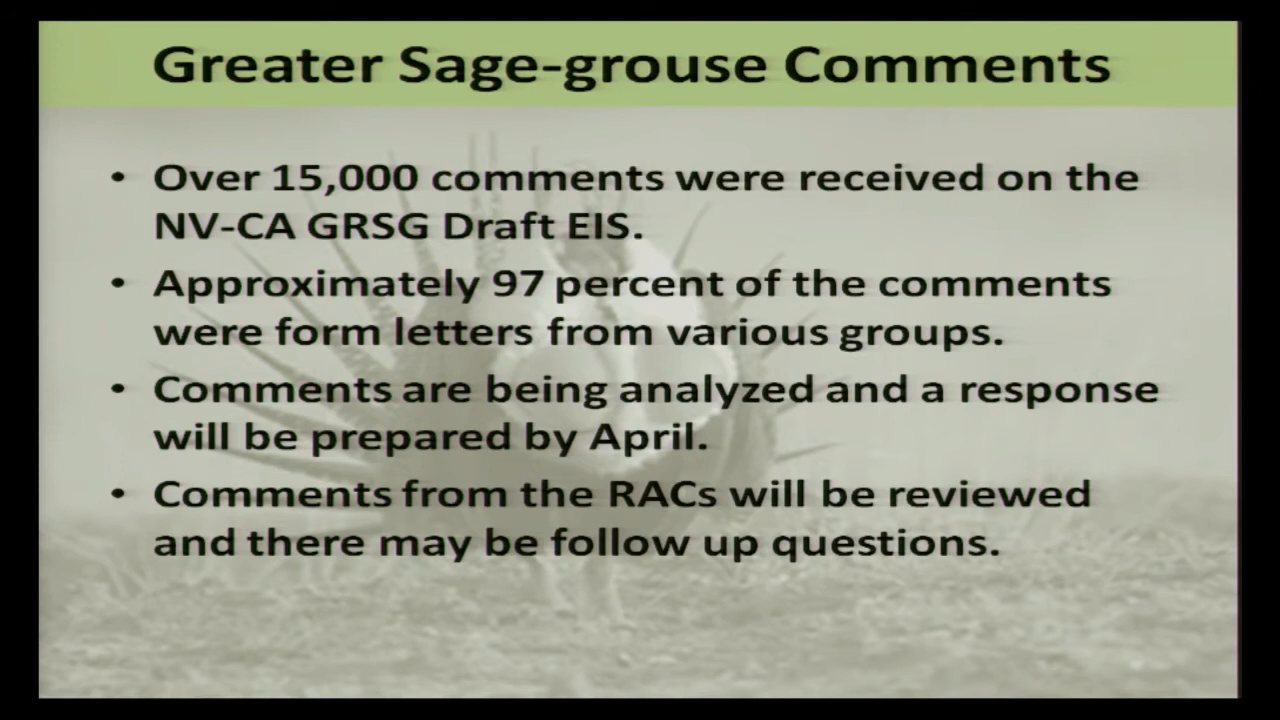 Greater Sage-grouse Comments
• Over 15,000 comments were received on the
NV-CA GRSG Draft EIS.
• Approximately 97 percent of the comments
were form letters from various groups.
• Comments are being analyzed and a response
will be prepared by April.
• Comments from the RACs will be reviewed
and there may be follow up questions.